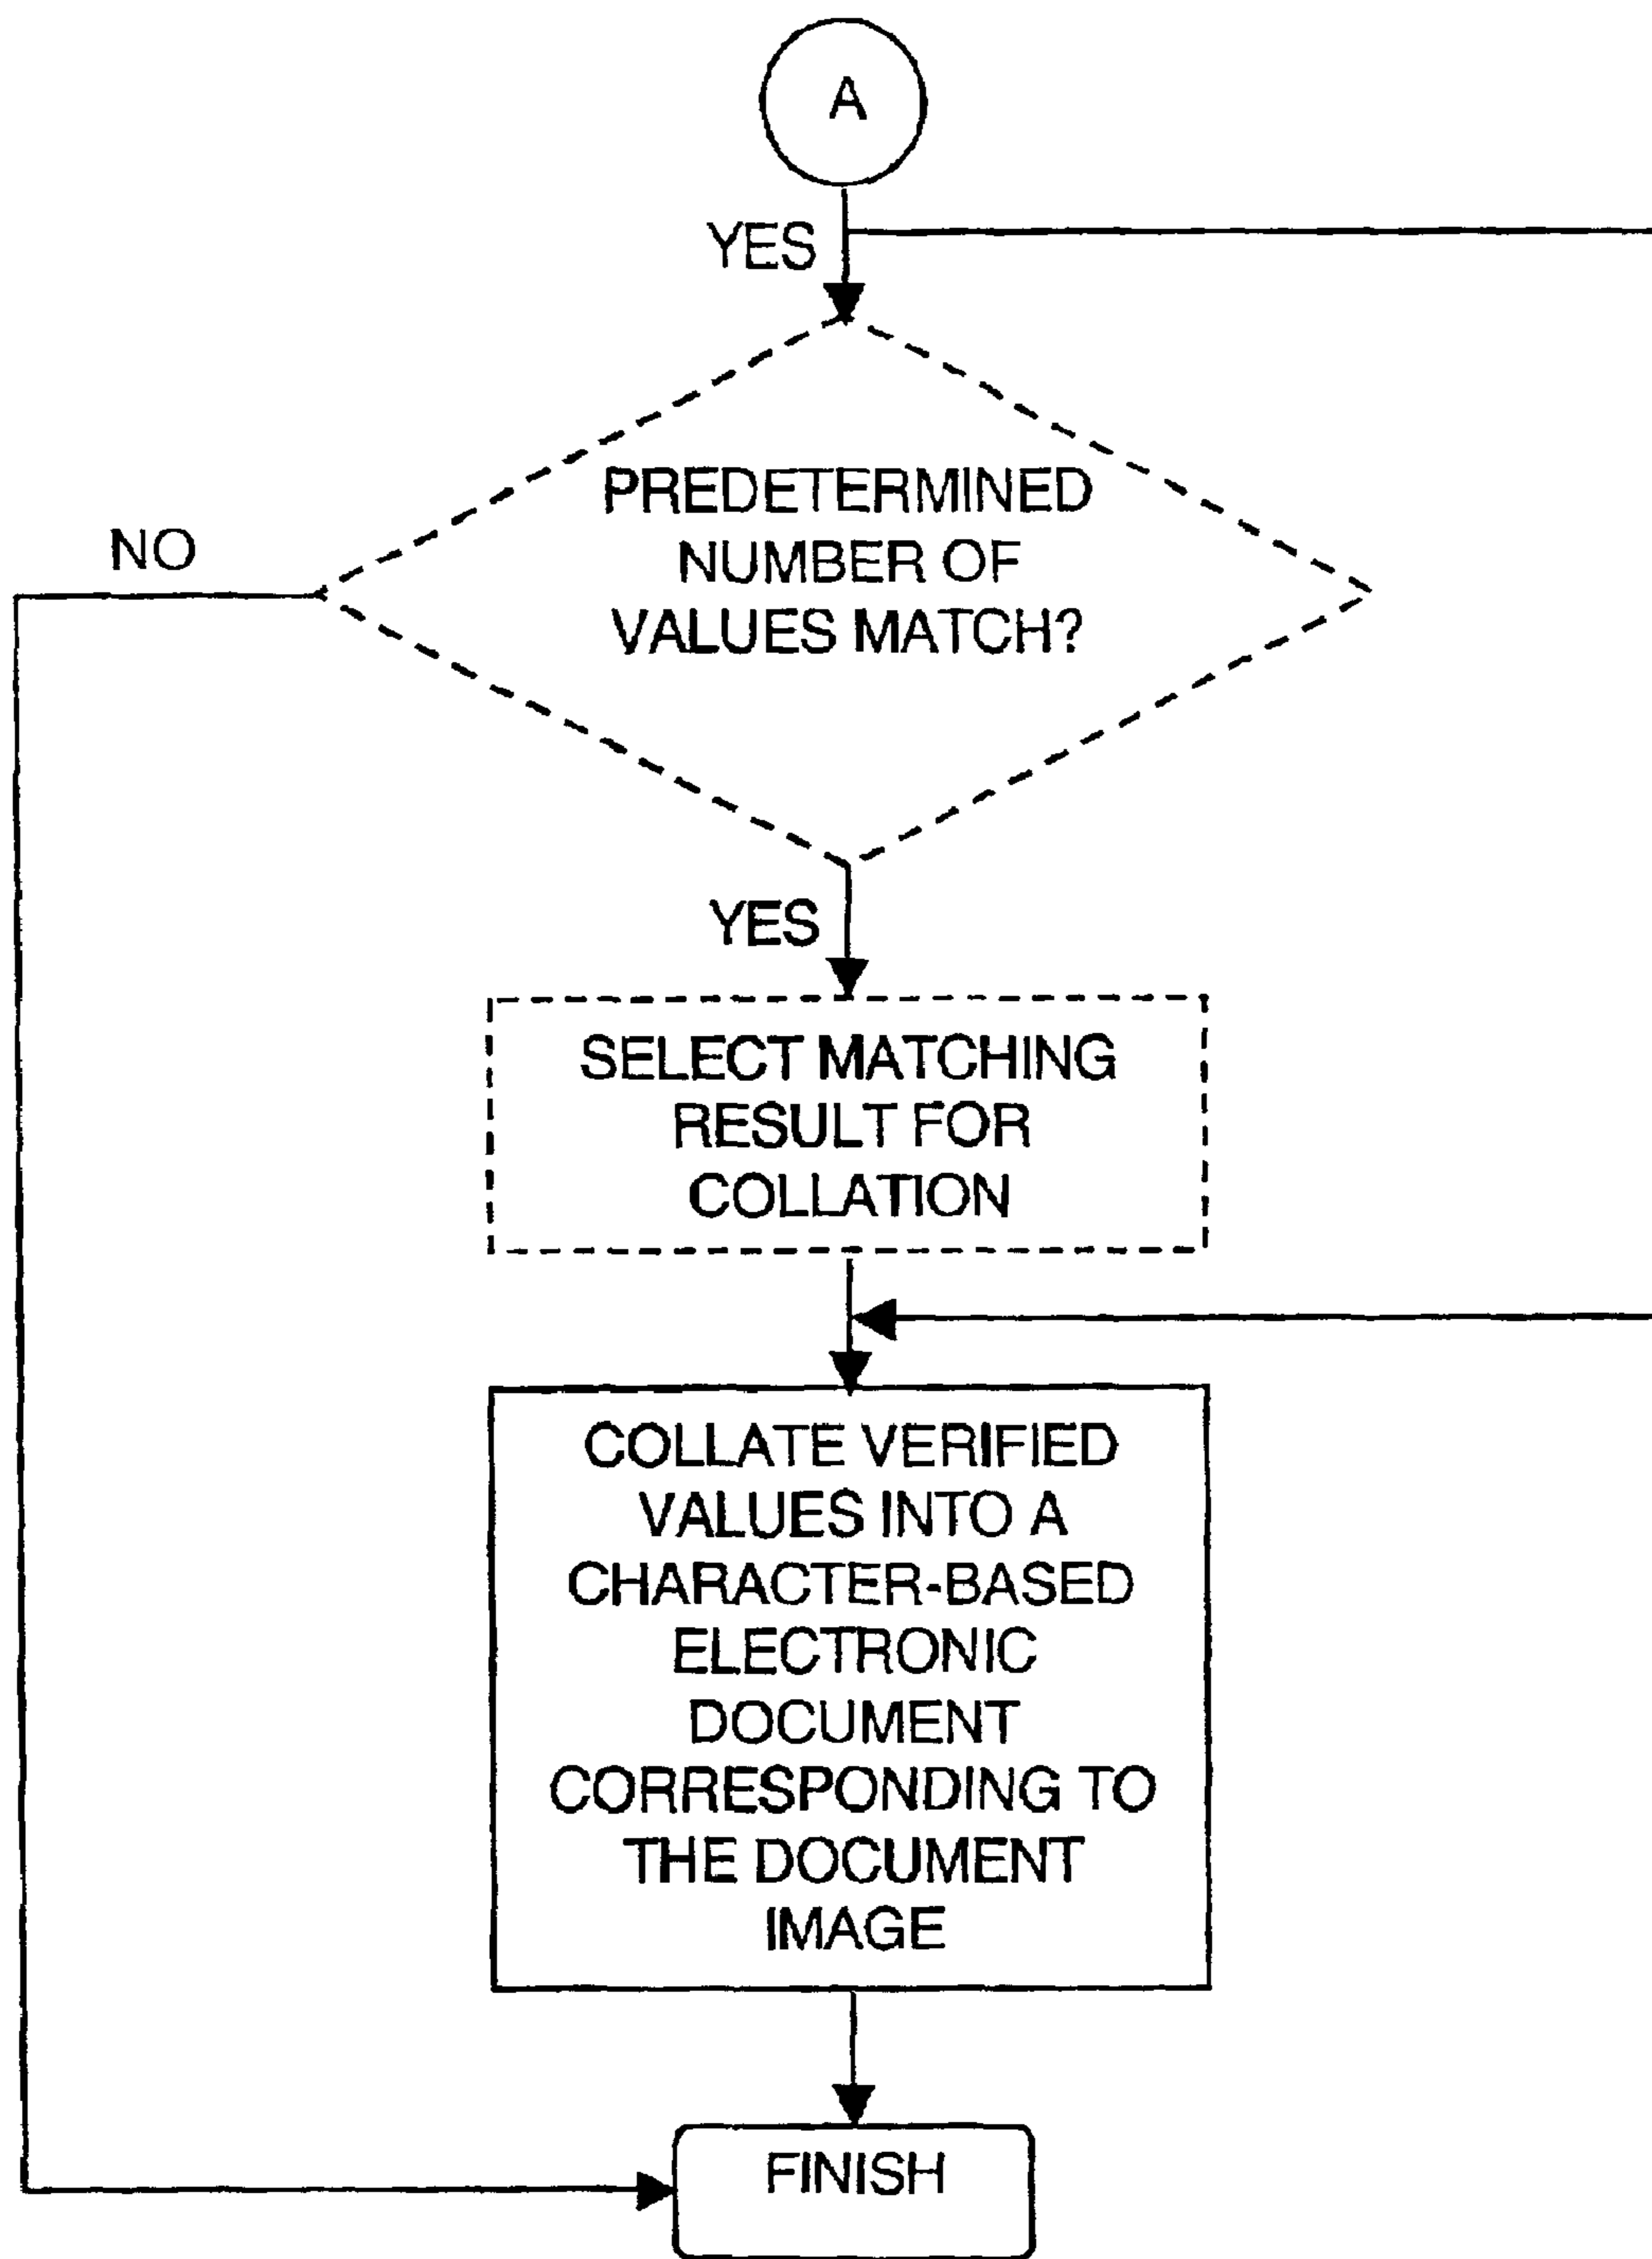 A
YES
PREDETERMINED
NUMBER OF
VALUES MATCH?
NO
YES
SELECT MATCHING
RESULT FOR
COLLATION
COLLATE VERIFIED
VALUES INTO A
CHARACTER-BASED
ELECTRONIC
DOCUMENT
CORRESPONDING TO
THE DOCUMENT
IMAGE
FINISH